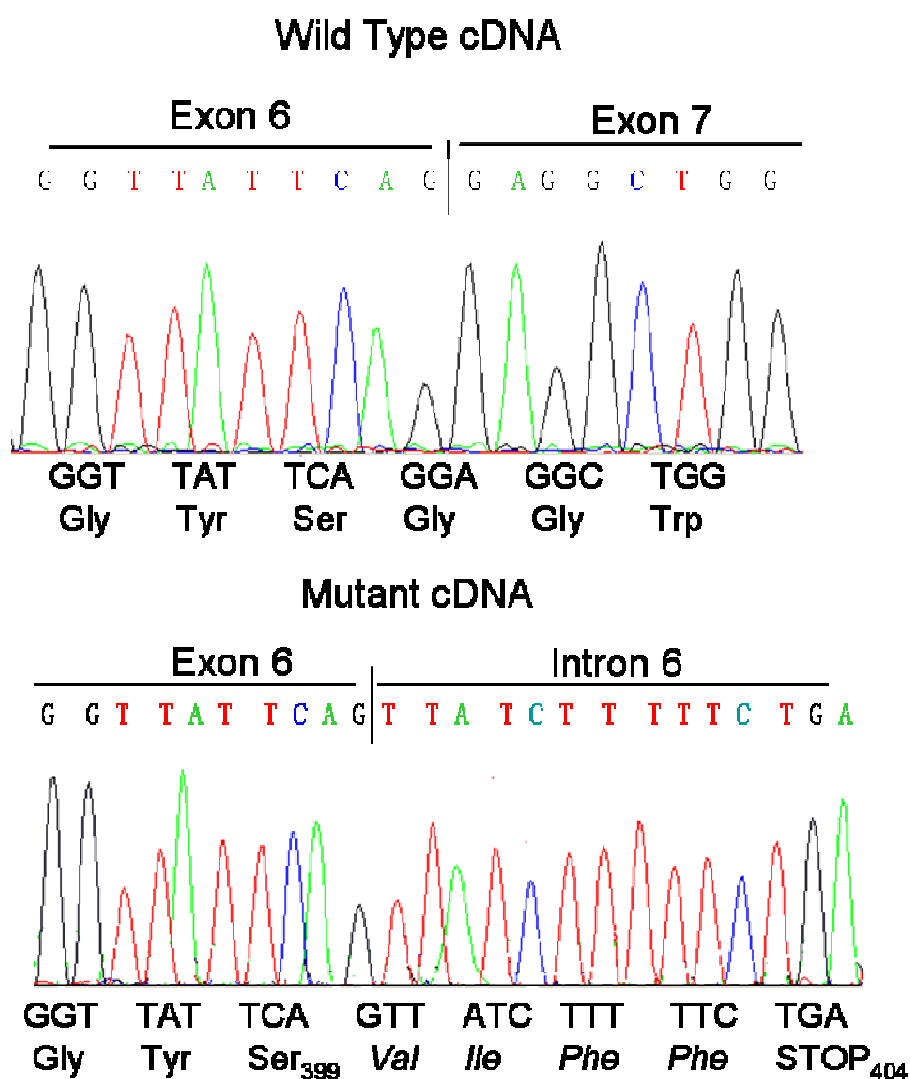 Wild Type cDNA
Exon 6 Exon 7
G G T T A T T C A G G A G G C T G G
GGT TAT TCA GGA GGC TGG
Gly Tyr Ser Gly Gly Trp
Mutant cDNA
Exon 6 Intron 6
G G T T A T T C A G T T A T C T T T T T C T G A
GGT TAT TCA GTT ATC TTT TTC TGA
Gly Tyr Ser399 Val Ile Phe Phe STOP404